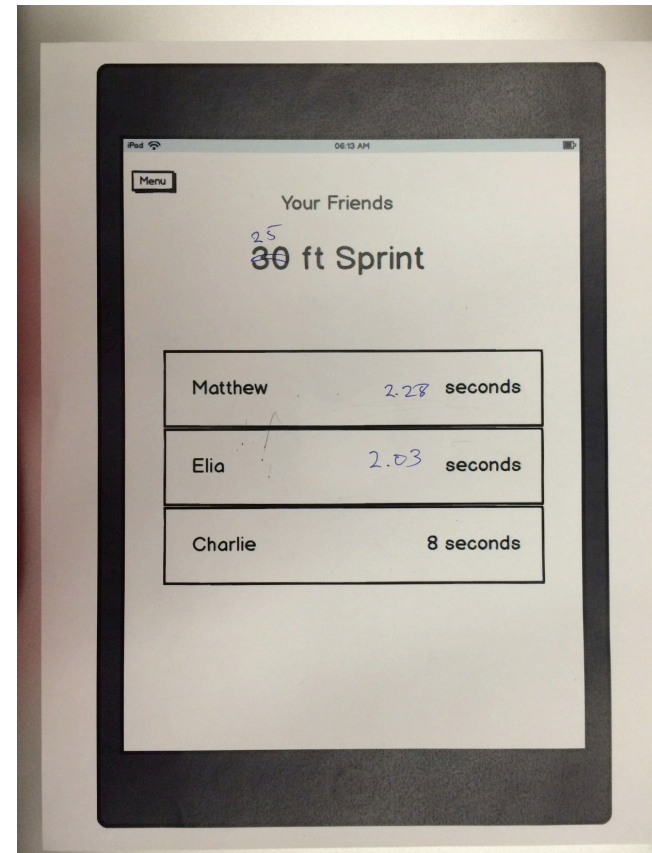 iPad 06:13 AM
Menu
Your Friends
25
30 ft Sprint
Matthew 2.28 seconds
Elia 2.03 seconds
Charlie 8 seconds